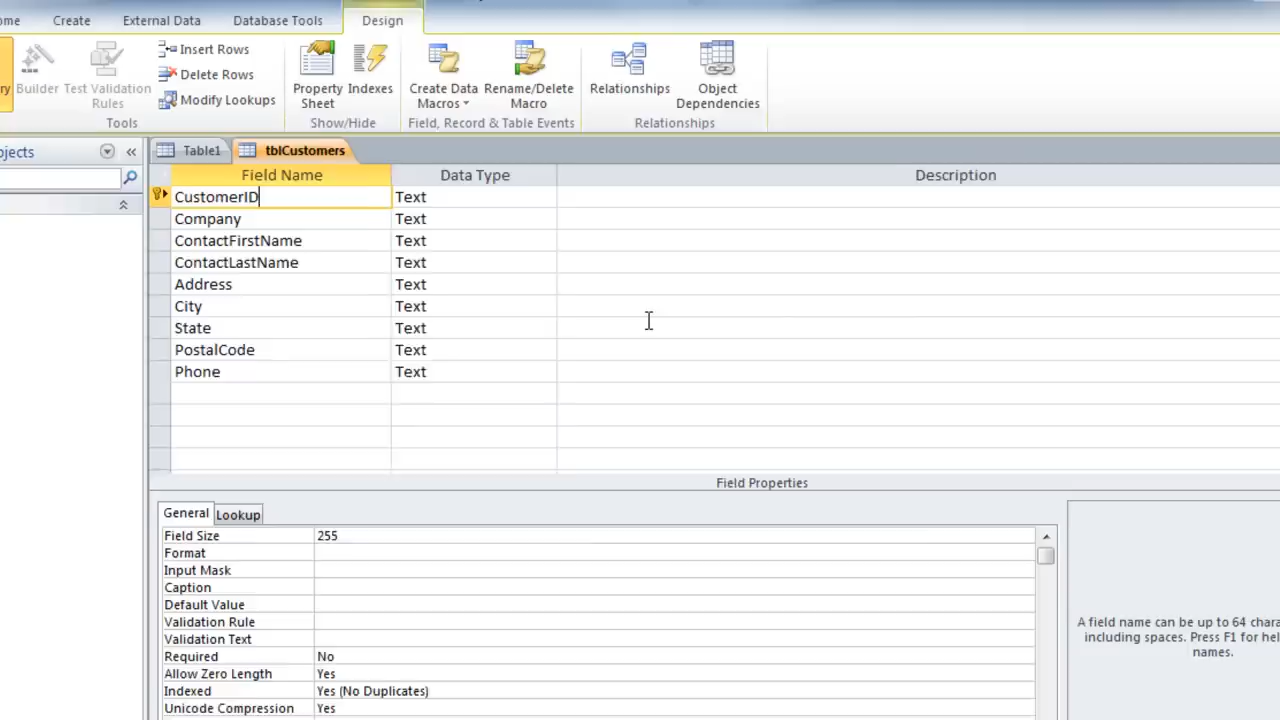 ome Create External Data Database Tools Design
ry Builder Test Validation Rules Insert Rows
Delete Rows
Modify Lookups
Property Sheet Indexes Create Data Macros Rename/Delete Macro Relationships Object Dependencies
Tools Show/Hide Field, Record & Table Events Relationships
ojects Table1 tblCustomers
Field Name Data Type Description
CustomerID Text
Company Text
ContactFirstName Text
ContactLastName Text
Address Text
City Text
State Text
PostalCode Text
Phone Text
Field Properties
General Lookup
Field Size 255
Format
Input Mask
Caption
Default Value
Validation Rule
Validation Text
Required No
Allow Zero Length Yes
Indexed Yes (No Duplicates)
Unicode Compression Yes
A field name can be up to 64 chara
including spaces. Press F1 for hel
names.